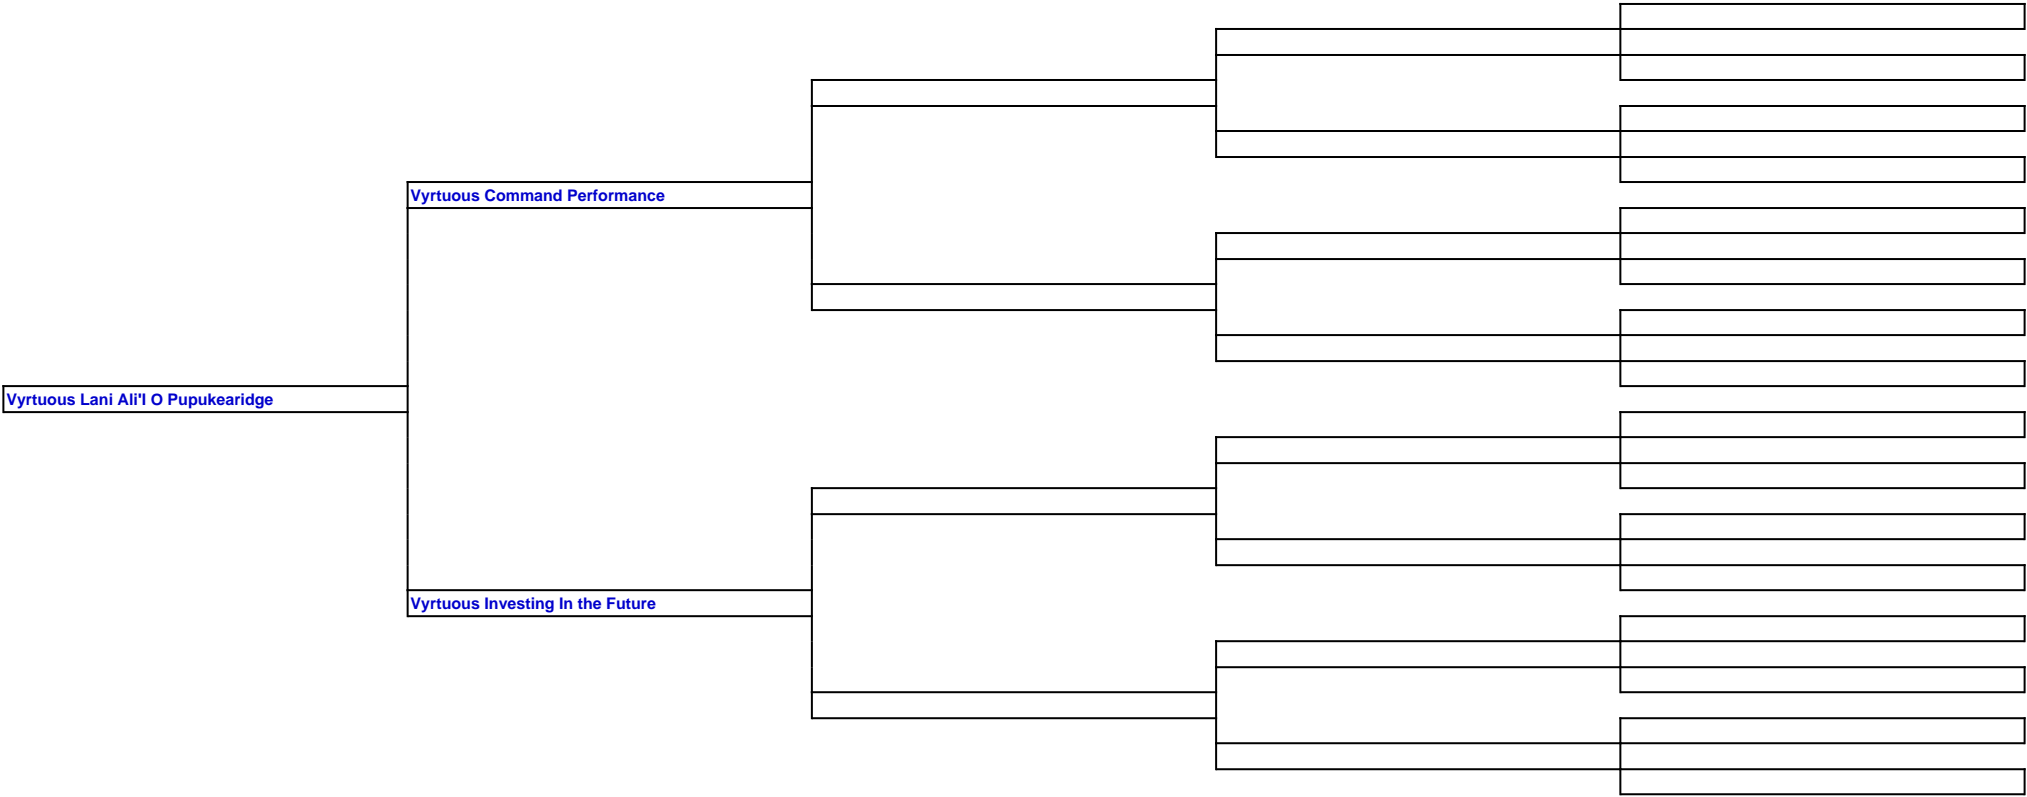 Vyrtuous Command Performance
Vyrtuous Lani Ali'I O Pupukearidge
Vyrtuous Investing In the Future